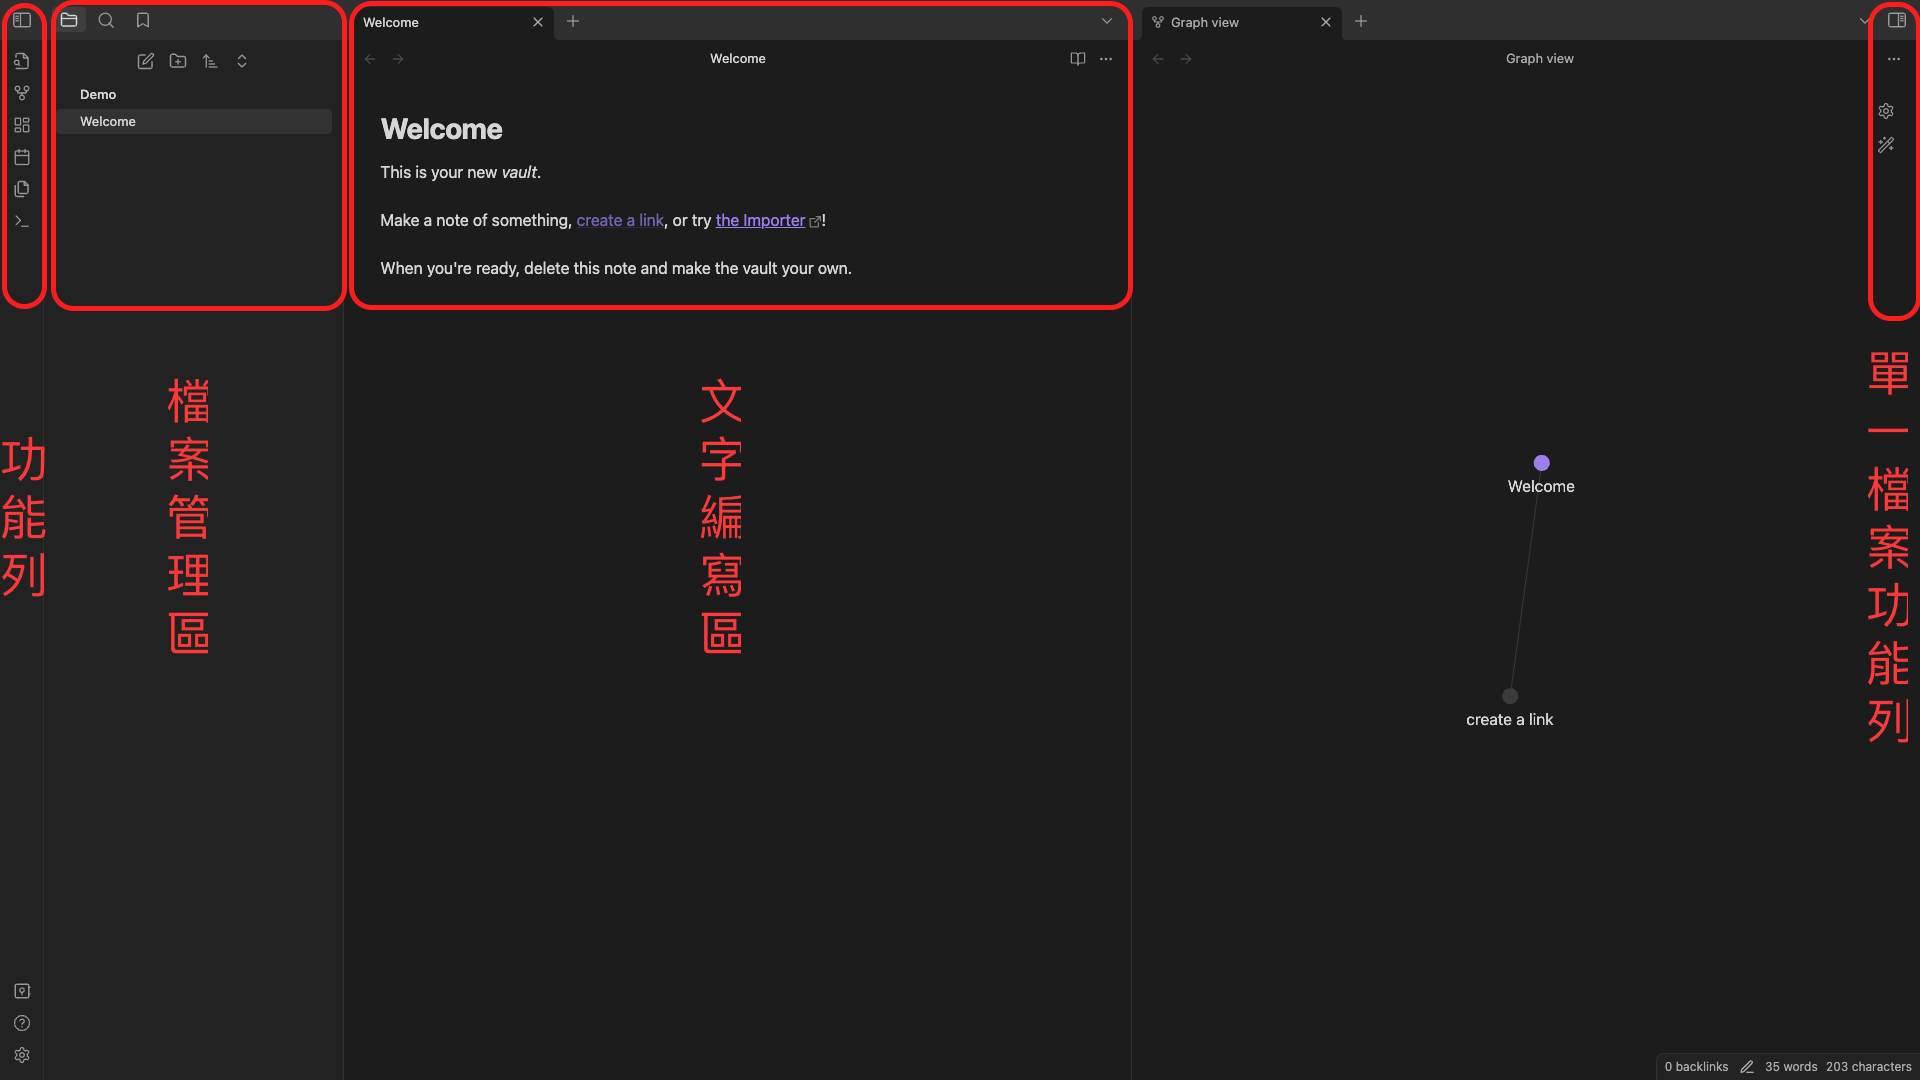 Welcome
Graph view
Welcome
Graph view
Demo
Welcome
Welcome
This is your new vault.
Make a note of something, create a link, or try the Importer!
When you're ready, delete this note and make the vault your own.
功能列
檔案管理區
文字編寫區
單一檔案功能列
Welcome
create a link
0 backlinks 35 words 203 characters